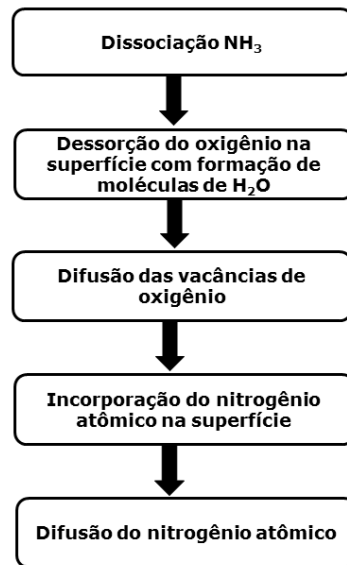 Dissociação NH₃
Dessorção do oxigênio na
superfície com formação de
moléculas de H₂O
Difusão das vacâncias de
oxigênio
Incorporação do nitrogênio
atômico na superfície
Difusão do nitrogênio atômico